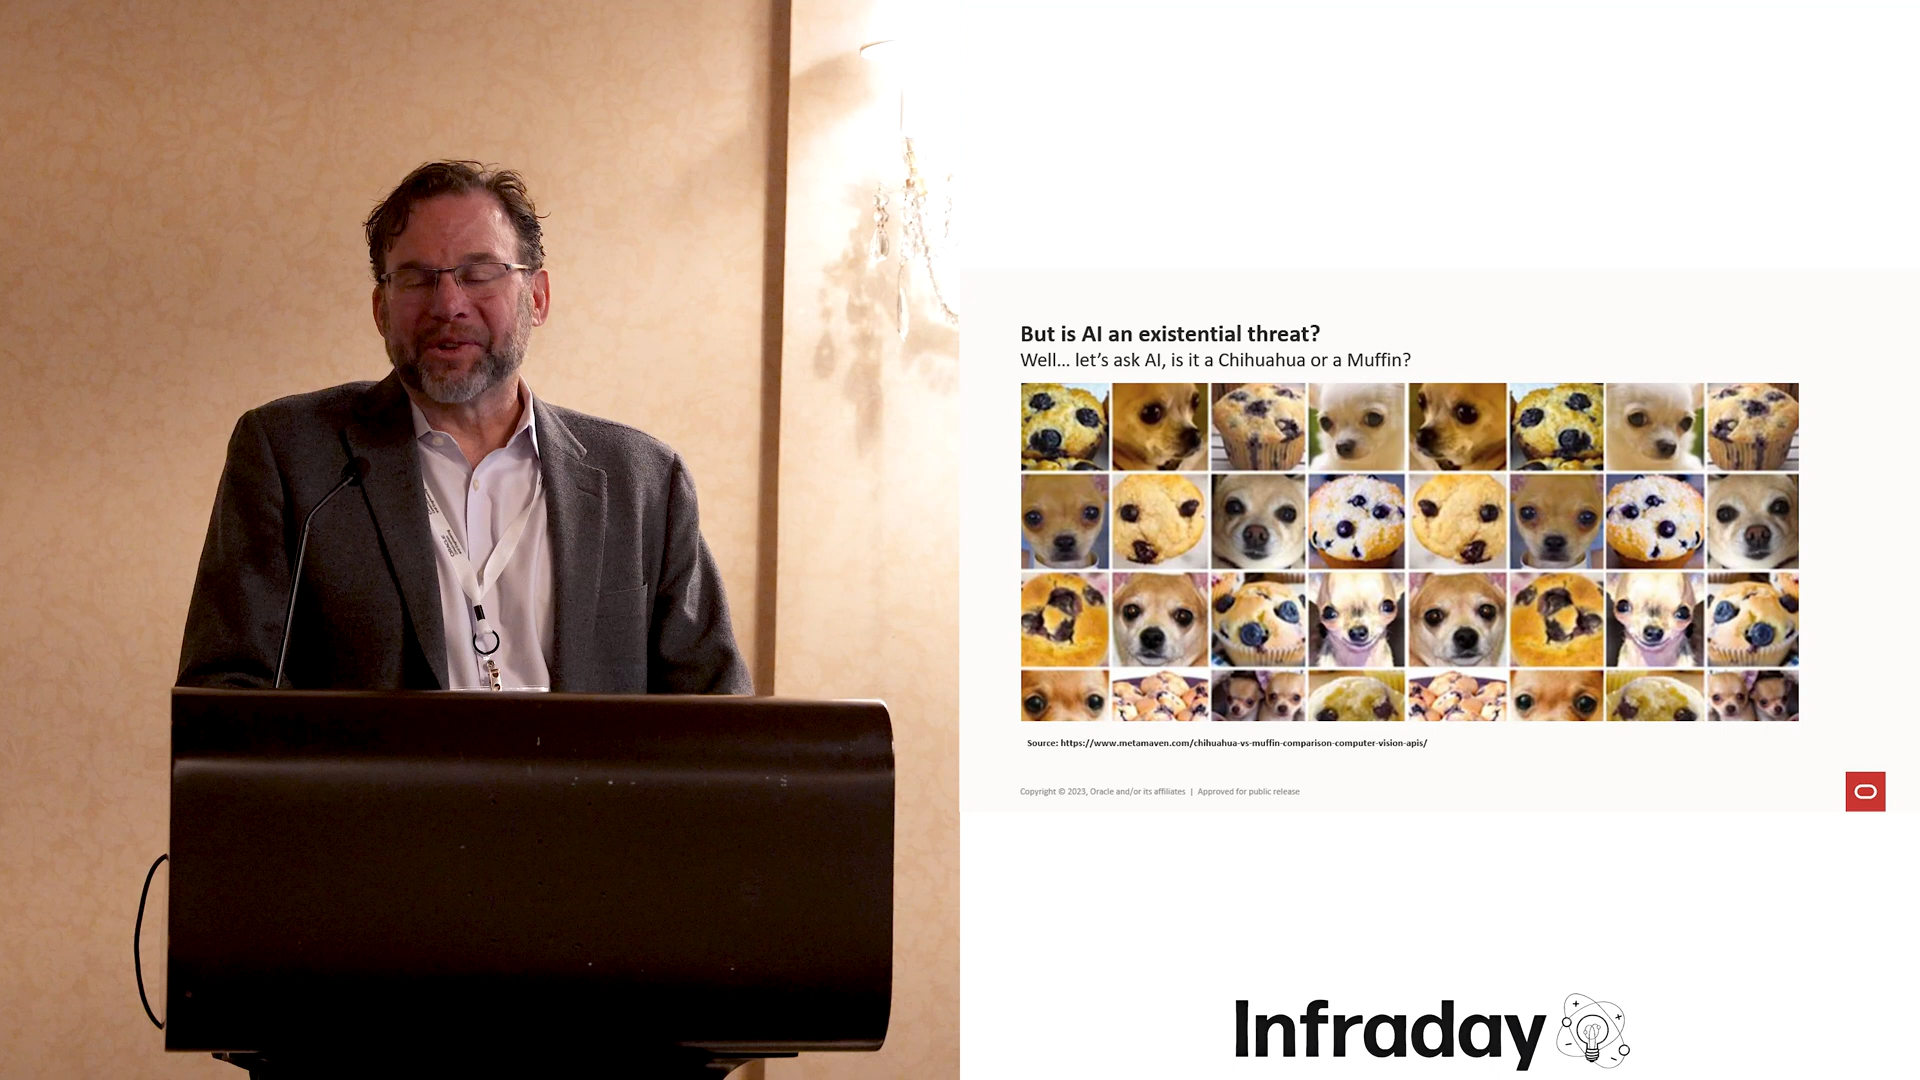 But is AI an existential threat?
Well... let's ask AI, is it a Chihuahua or a Muffin?
Source: https://www.metamaven.com/chihuahua-vs-muffin-comparison-computer-vision-apis/
Copyright © 2023, Oracle and/or its affiliates | Approved for public release
Infraday